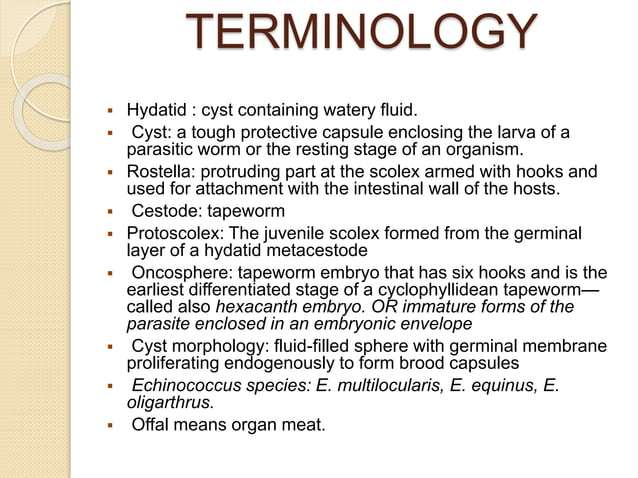 TERMINOLOGY
Hydatid : cyst containing watery fluid.
Cyst: a tough protective capsule enclosing the larva of a
parasitic worm or the resting stage of an organism.
Rostella: protruding part at the scolex armed with hooks and
used for attachment with the intestinal wall of the hosts.
Cestode: tapeworm
Protoscolex: The juvenile scolex formed from the germinal
layer of a hydatid metacestode
Oncosphere: tapeworm embryo that has six hooks and is the
earliest differentiated stage of a cyclophyllidean tapeworm—
called also hexacanth embryo. OR immature forms of the
parasite enclosed in an embryonic envelope
Cyst morphology: fluid-filled sphere with germinal membrane
proliferating endogenously to form brood capsules
Echinococcus species: E. multilocularis, E. equinus, E.
oligarthrus.
Offal means organ meat.